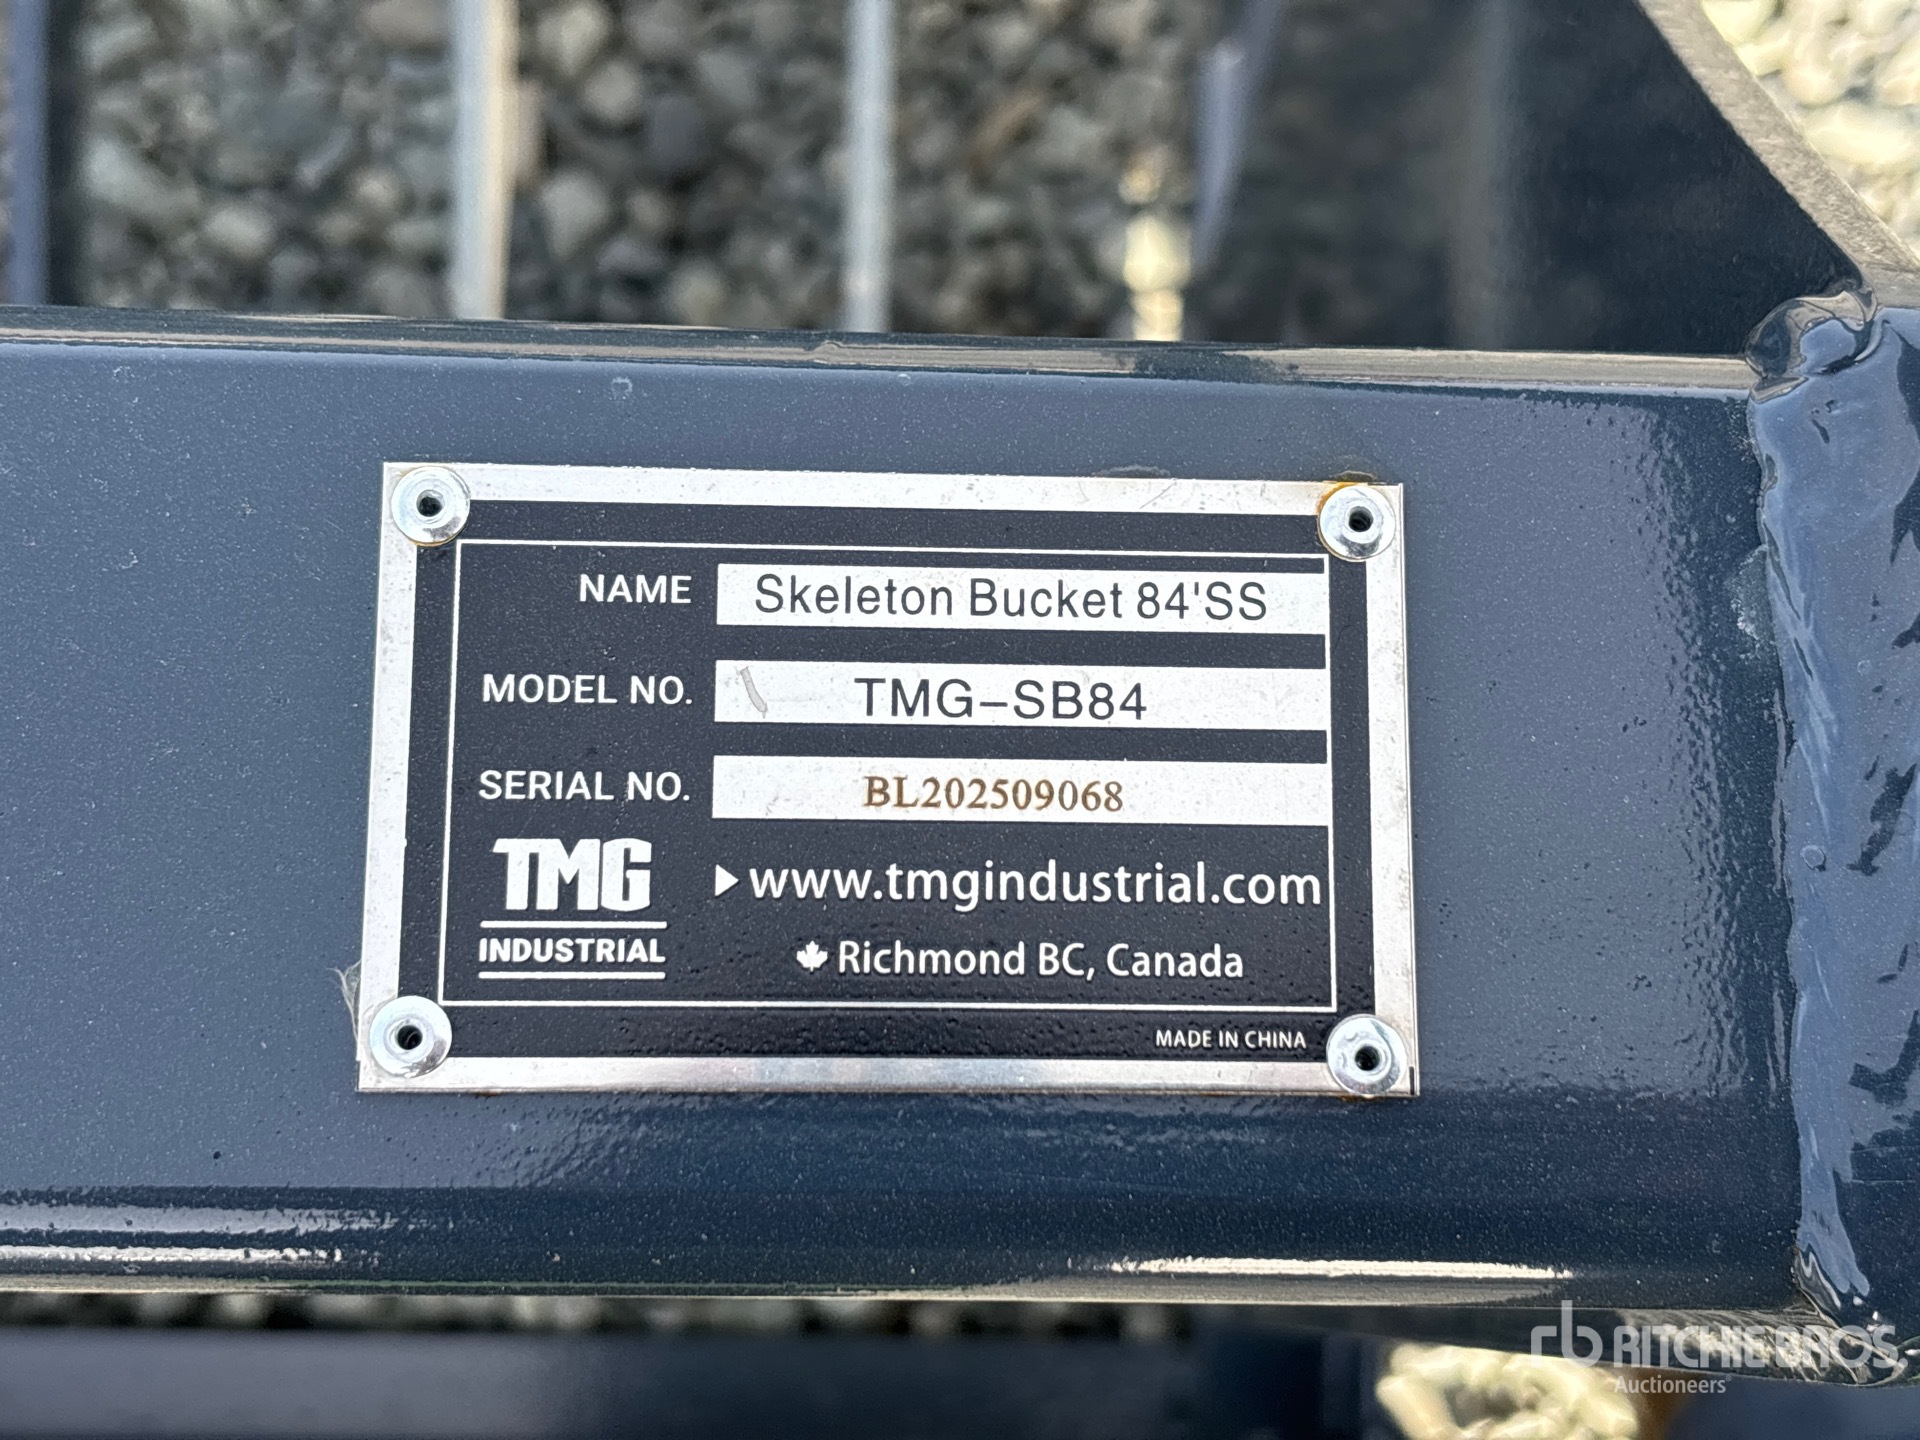 NAME Skeleton Bucket 84'SS
MODEL NO. TMG-SB84
SERIAL NO. BL202509068
TMG
INDUSTRIAL
www.tmgindustrial.com
Richmond BC, Canada
MADE IN CHINA
rb RITCHIE BROS.
Auctioneers